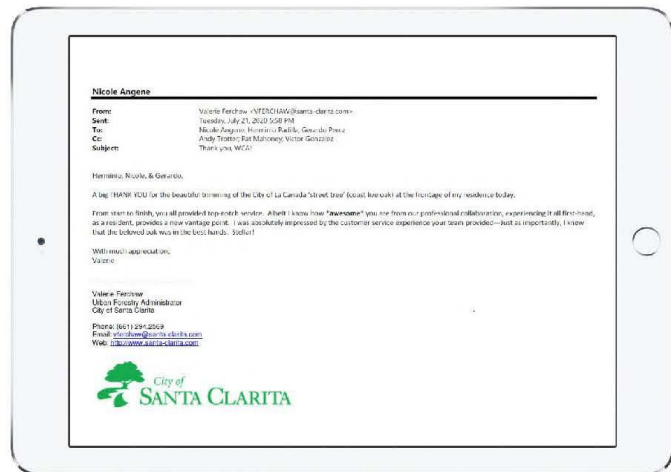 Nicole Angene
From: Valerie Ferchaw <VFERCHAW@santa-clarita.com>
Sent: Tuesday, July 21, 2020 5:58 PM
To: Nicole Angene; Herminio Padilla; Gerardo Perez
Cc: Andy Trotter; Pat Mahoney; Victor Gonzalez
Subject: Thank you, WCA!
Herminio, Nicole, & Gerardo,
A big THANK YOU for the beautiful trimming of the City of La Canada 'street tree' (coast live oak) at the frontage of my residence today.
From start to finish, you all provided top-notch service. Albeit I know how "awesome" you are from our professional collaboration, experiencing it all first-hand,
as a resident, provides a new vantage point. I was absolutely impressed by the customer service experience your team provided—Just as importantly, I knew
that the beloved oak was in the best hands. Stellar!
With much appreciation,
Valerie
Valerie Ferchaw
Urban Forestry Administrator
City of Santa Clarita
Phone: (661) 294.2569
Email: vferchaw@santa-clarita.com
Web: http://www.santa-clarita.com
City of
SANTA CLARITA